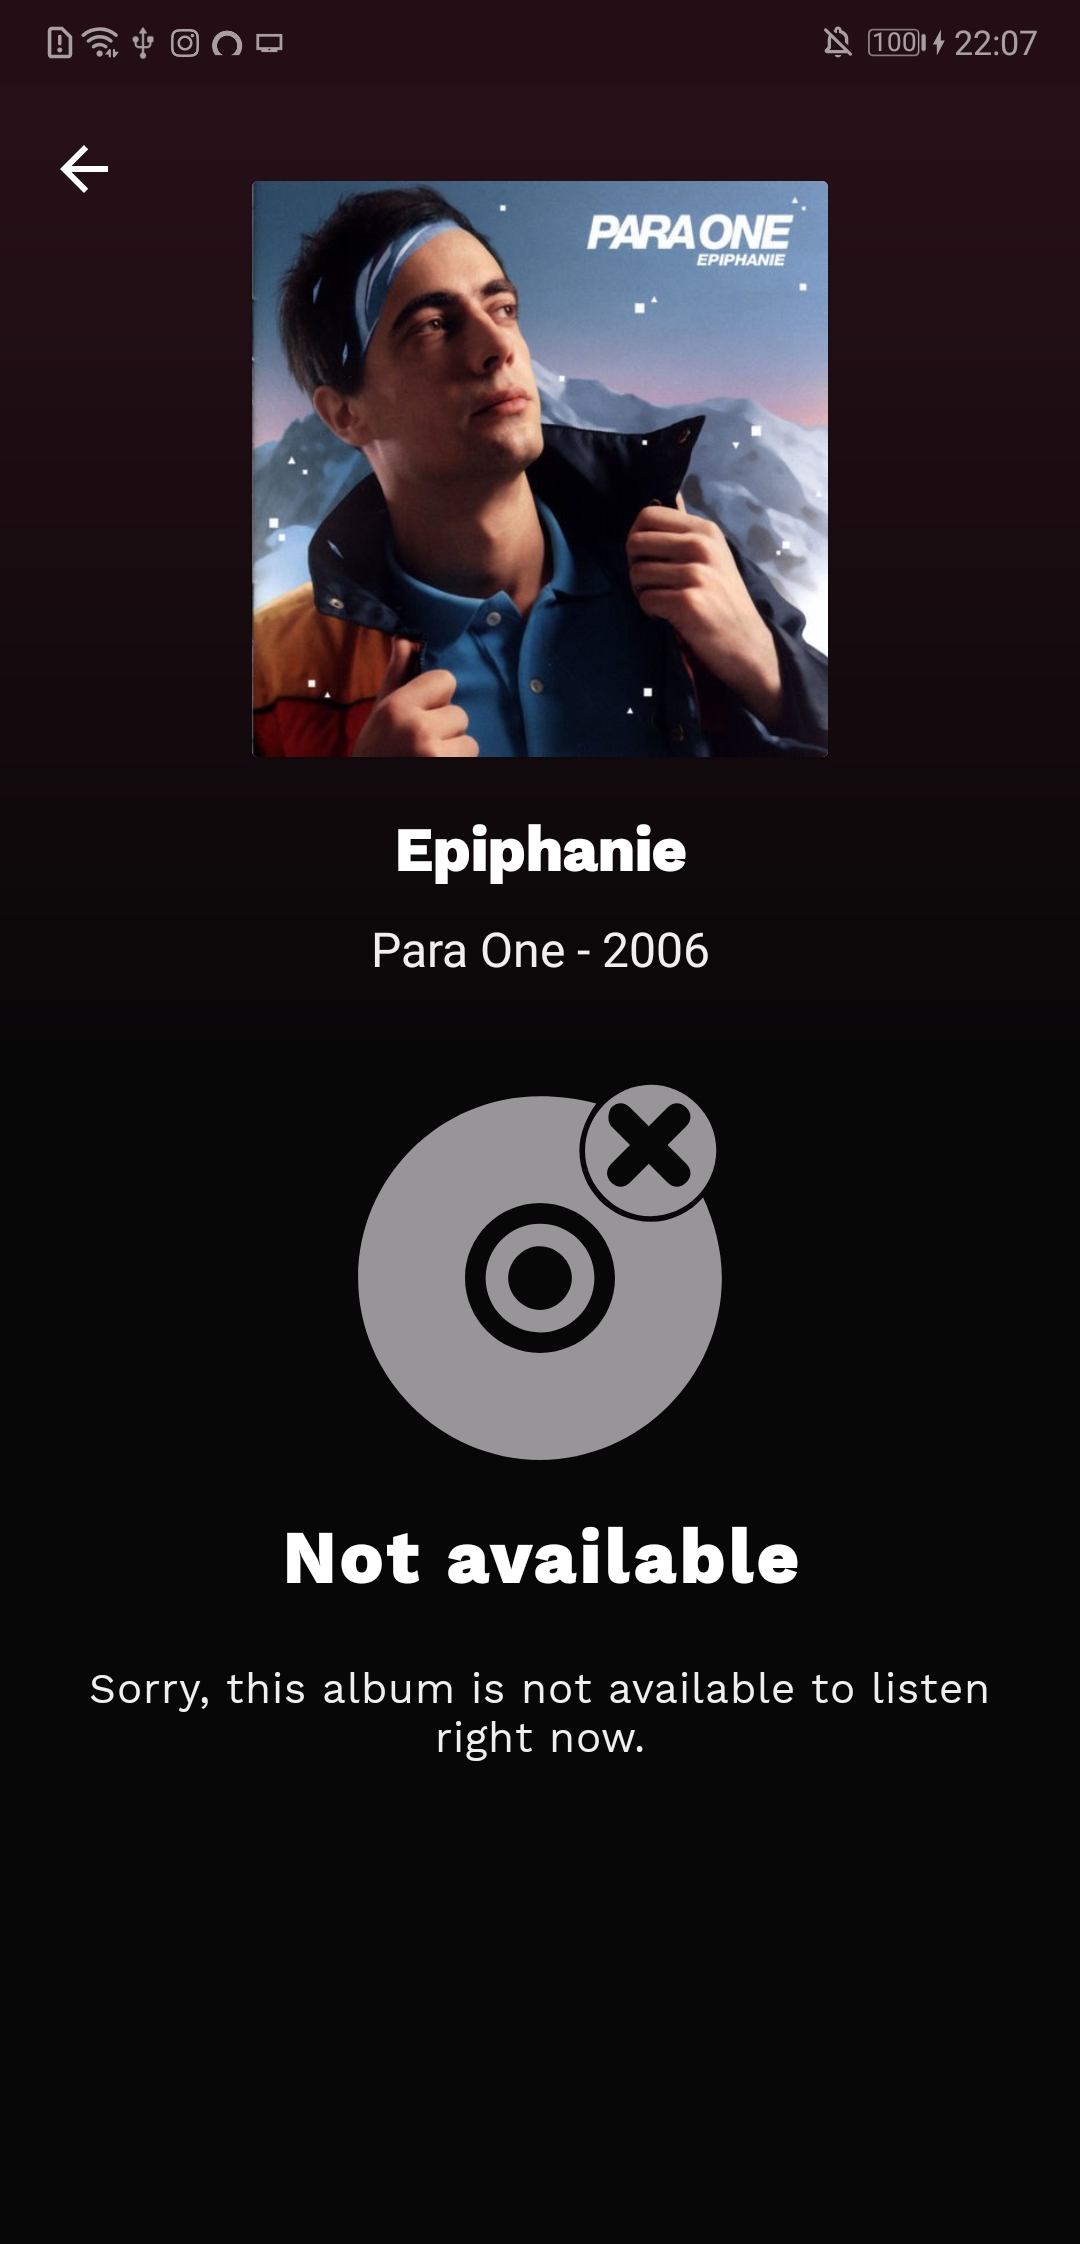 100 22:07
PARA ONE
EPIPHANIE
Epiphanie
Para One - 2006
Not available
Sorry, this album is not available to listen
right now.